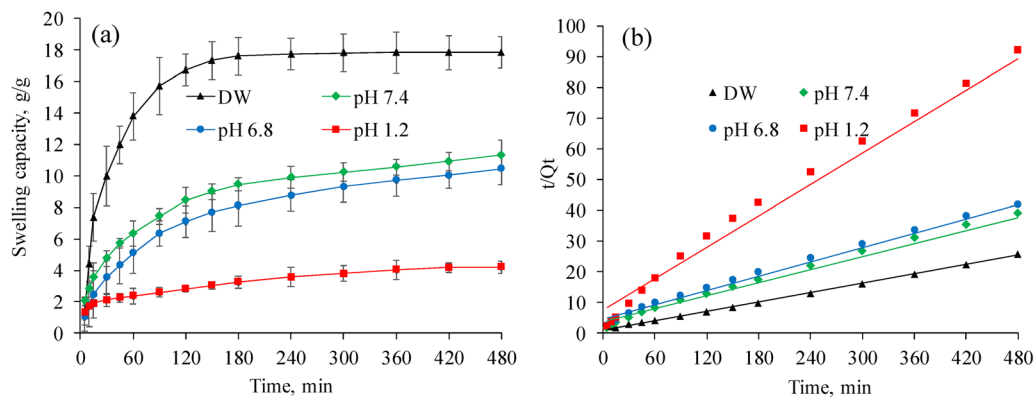 (a)
20
18
16
14
12
10
8
6
4
2
0
Swelling capacity, g/g
DW
pH 7.4
pH 6.8
pH 1.2
0 60 120 180 240 300 360 420 480
Time, min
(b)
100
90
80
70
60
50
40
30
20
10
0
t/Qt
DW
pH 7.4
pH 6.8
pH 1.2
0 60 120 180 240 300 360 420 480
Time, min